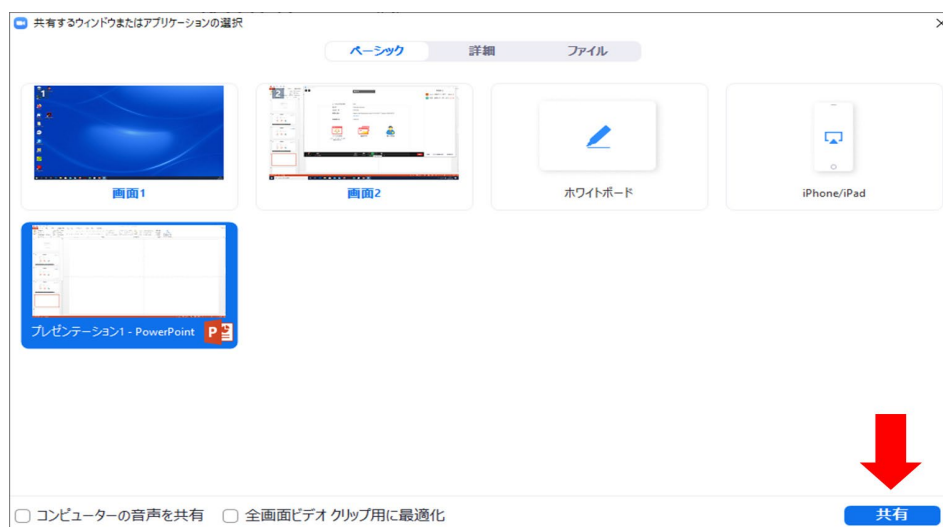 共有するウィンドウまたはアプリケーションの選択
ベーシック 詳細 ファイル
1
2
画面1 画面2 ホワイトボード iPhone/iPad
プレゼンテーション1 - PowerPoint
コンピューターの音声を共有 全画面ビデオ クリップ用に最適化 共有